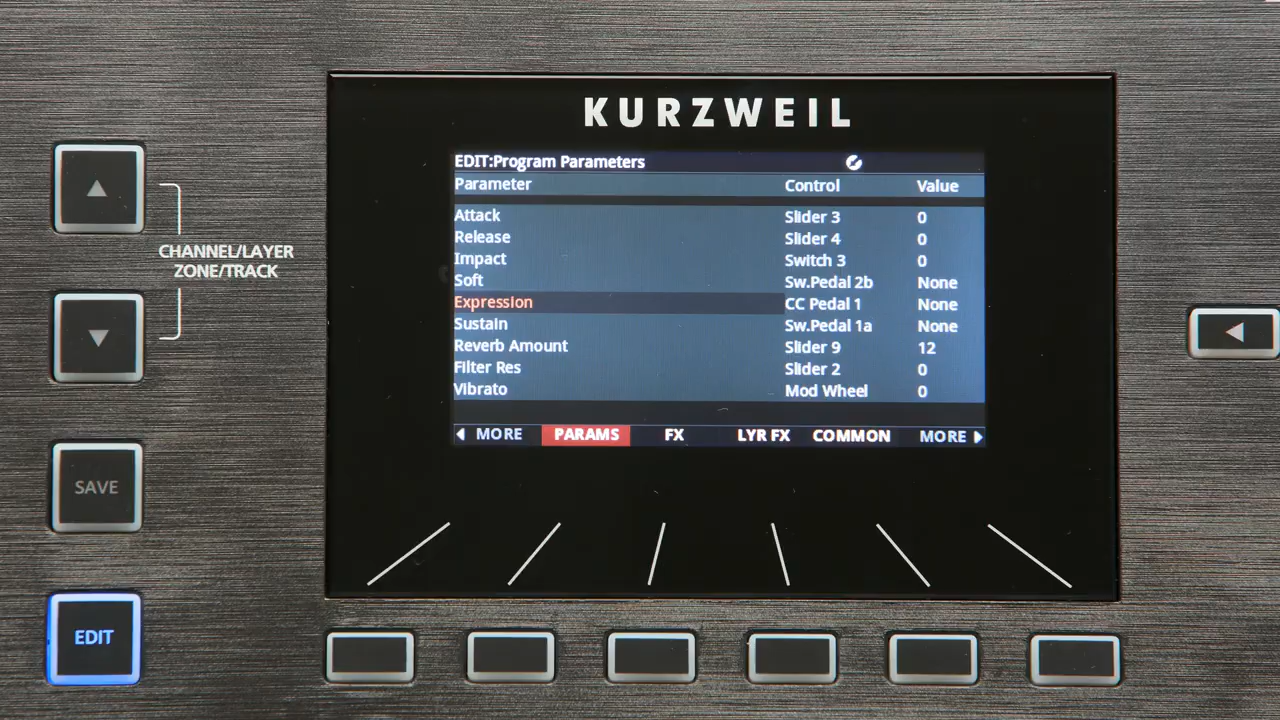 KURZWEIL
EDIT:Program Parameters
Parameter Control Value
Attack Slider 3 0
Release Slider 4 0
Impact Switch 3 0
Soft Sw.Pedal 2b None
Expression CC Pedal 1 None
Sustain Sw.Pedal 1a None
Reverb Amount Slider 9 12
Filter Res Slider 2 0
Vibrato Mod Wheel 0
MORE PARAMS FX LYR FX COMMON MORE
CHANNEL/LAYER
ZONE/TRACK
SAVE
EDIT